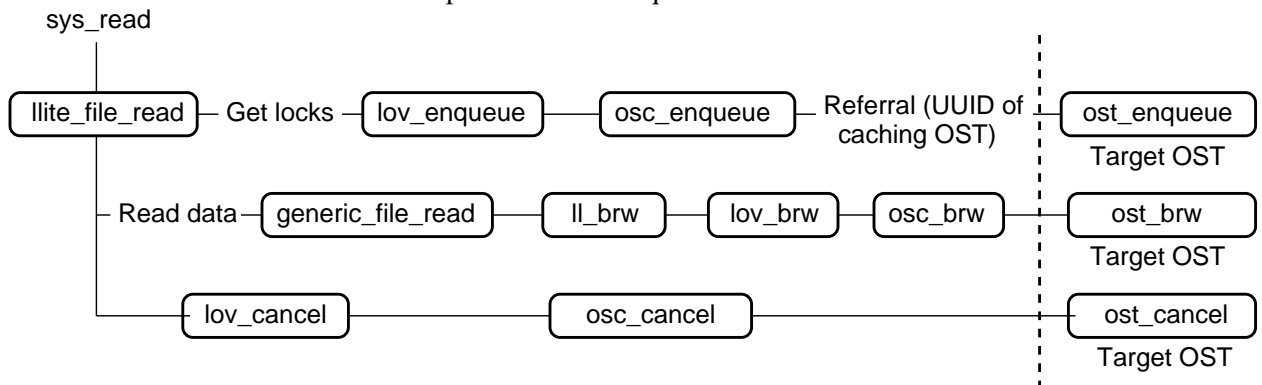 sys_read
llite_file_read
Get locks
lov_enqueue
osc_enqueue
Referral (UUID of
caching OST)
ost_enqueue
Target OST
Read data
generic_file_read
ll_brw
lov_brw
osc_brw
ost_brw
Target OST
lov_cancel
osc_cancel
ost_cancel
Target OST